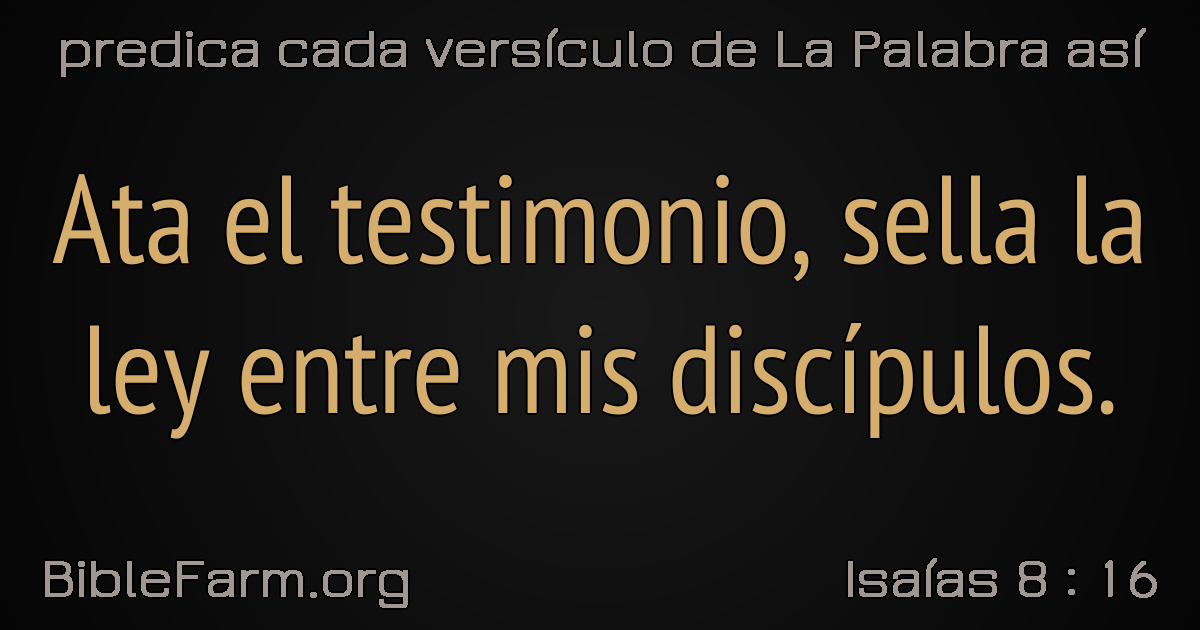 predica cada versículo de La Palabra así
Ata el testimonio, sella la
ley entre mis discípulos.
BibleFarm.org
Isaías 8 : 16